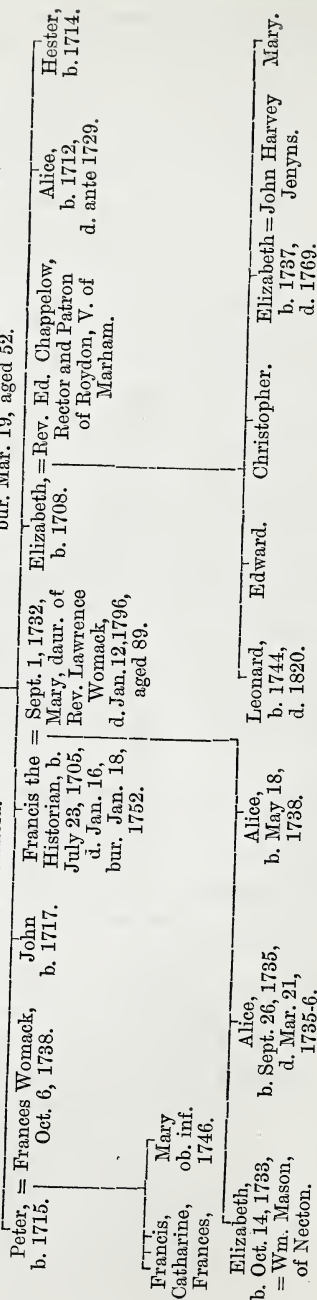 bur. Mar. 19, aged 52.
Peter, = Frances Womack,
b. 1715. Oct. 6, 1738.
John
b. 1717.
Francis the = Sept. 1, 1732,
Historian, b. Mary, daur. of
July 23, 1705, Rev. Lawrence
d. Jan. 16, Womack,
bur. Jan. 18, d. Jan. 12, 1796,
1752. aged 89.
Elizabeth, = Rev. Ed. Chappelow,
b. 1708. Rector and Patron
of Roydon, V. of
Marham.
Alice,
b. 1712,
d. ante 1729.
Hester,
b. 1714.
Francis,
Catharine,
Frances,
Mary
ob. inf.
1746.
Elizabeth,
b. Oct. 14, 1733,
= Wm. Mason,
of Necton.
Alice,
b. Sept. 26, 1735,
d. Mar. 21,
1735-6.
Alice,
b. May 18,
1738.
Leonard,
b. 1744,
d. 1820.
Edward.
Christopher.
Elizabeth = John Harvey
b. 1737, Jenyns.
d. 1769.
Mary.